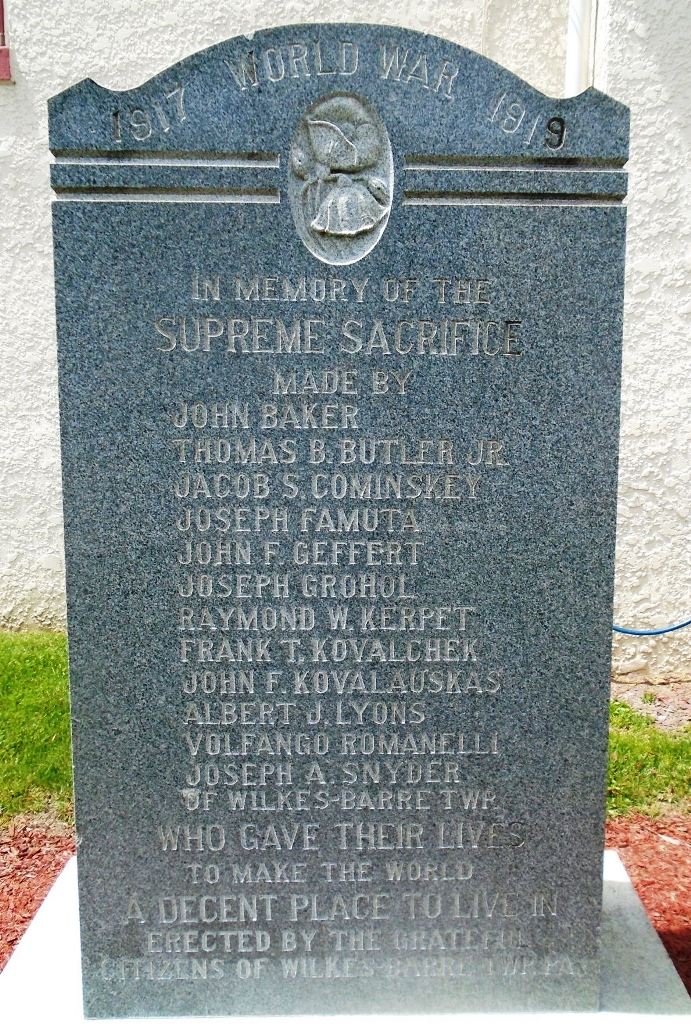 WORLD WAR
1917 1919
IN MEMORY OF THE
SUPREME SACRIFICE
MADE BY
JOHN BAKER
THOMAS B. BUTLER JR.
JACOB S. COMINSKEY
JOSEPH FAMUTA
JOHN F. GEFFERT
JOSEPH GROHOL
RAYMOND W. KERPET
FRANK T. KOVALCHEK
JOHN F. KOVALAUSKAS
ALBERT J. LYONS
VOLFANGO ROMANELLI
JOSEPH A. SNYDER
OF WILKES-BARRE TWP.
WHO GAVE THEIR LIVES
TO MAKE THE WORLD
A DECENT PLACE TO LIVE IN
ERECTED BY THE GRATEFUL
CITIZENS OF WILKES-BARRE TWP. PA.